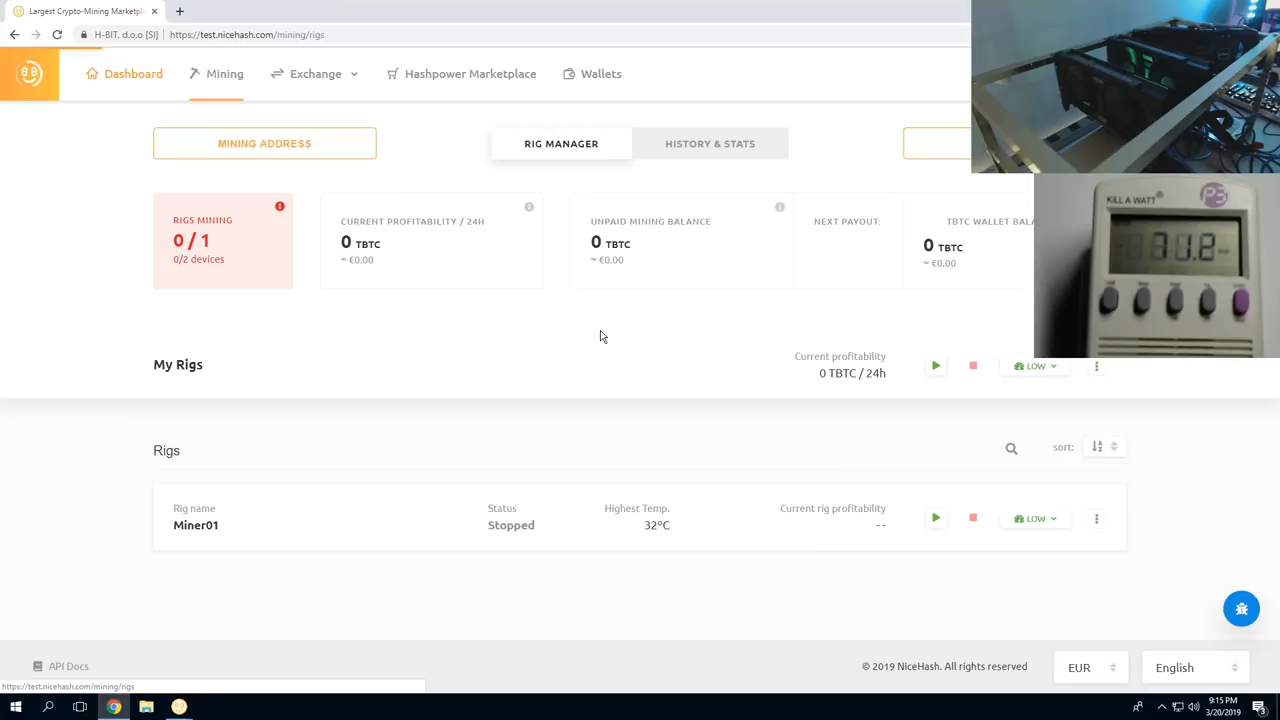 Largest Crypto-Mining Marketpl
H-BIT, d.o.o [SI]
https://test.nicehash.com/mining/rigs
Dashboard
Mining
Exchange
Hashpower Marketplace
Wallets
MINING ADDRESS
RIG MANAGER
HISTORY & STATS
RIGS MINING
0 / 1
0/2 devices
CURRENT PROFITABILITY / 24H
0 TBTC
≈ €0.00
UNPAID MINING BALANCE
0 TBTC
≈ €0.00
NEXT PAYOUT:
TBTC WALLET BALA
0 TBTC
≈ €0.00
KILL A WATT
31.8
My Rigs
Current profitability
0 TBTC / 24h
LOW
Rigs
sort:
Rig name
Miner01
Status
Stopped
Highest Temp.
32°C
Current rig profitability
- -
LOW
API Docs
© 2019 NiceHash. All rights reserved
EUR
English
https://test.nicehash.com/mining/rigs
9:15 PM
3/20/2019
3